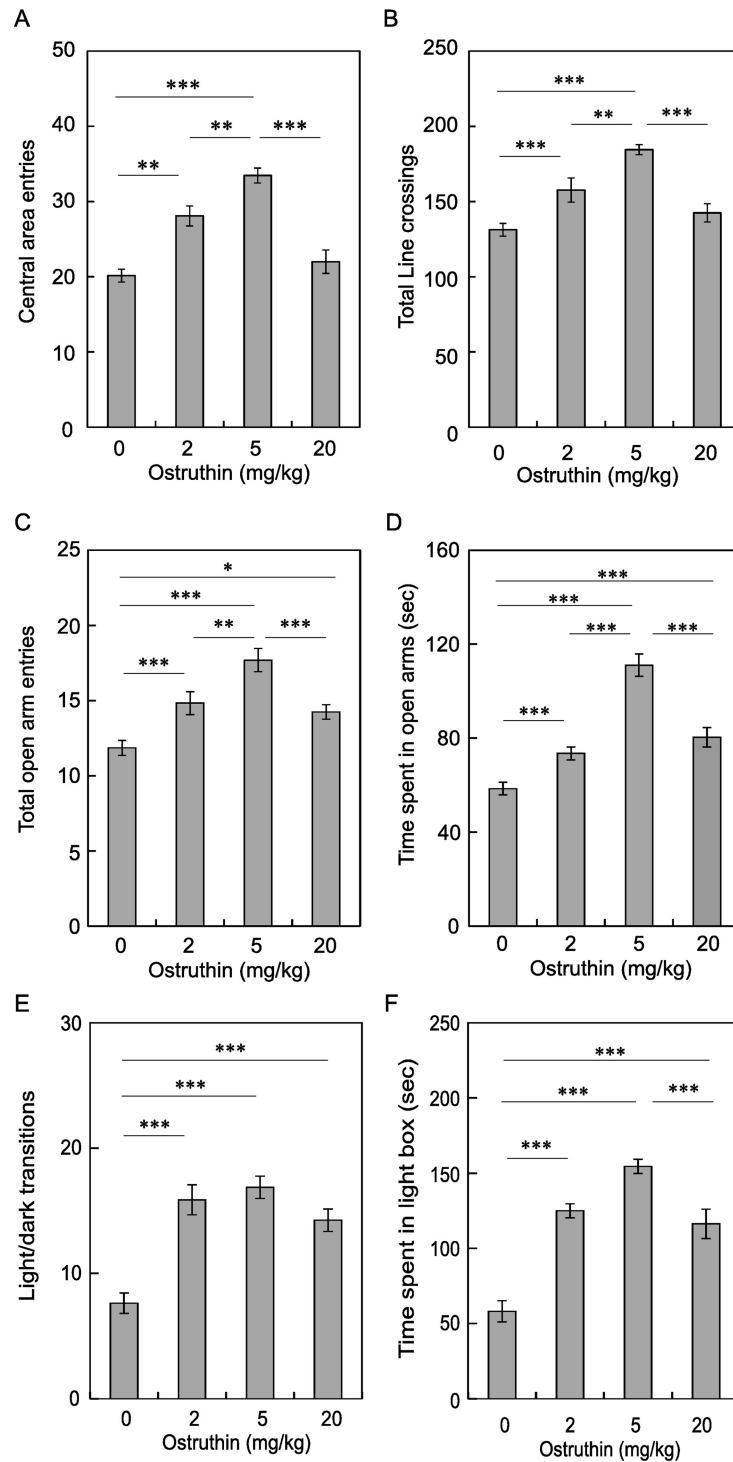 A
Central area entries
50
40
30
20
10
0
***
**
**
***
0 2 5 20
Ostruthin (mg/kg)
B
Total Line crossings
250
200
150
100
50
0
***
***
**
***
0 2 5 20
Ostruthin (mg/kg)
C
Total open arm entries
25
20
15
10
5
0
*
***
***
**
***
0 2 5 20
Ostruthin (mg/kg)
D
Time spent in open arms (sec)
160
120
80
40
0
***
***
***
***
***
0 2 5 20
Ostruthin (mg/kg)
E
Light/dark transitions
30
20
10
0
***
***
***
0 2 5 20
Ostruthin (mg/kg)
F
Time spent in light box (sec)
250
200
150
100
50
0
***
***
***
***
0 2 5 20
Ostruthin (mg/kg)